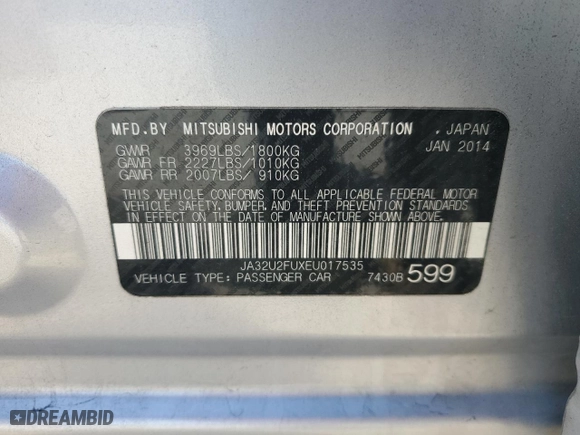 MFD.BY MITSUBISHI MOTORS CORPORATION . JAPAN
GVWR 3969LBS/1800KG JAN 2014
GAWR FR 2227LBS/1010KG
GAWR RR 2007LBS/ 910KG
THIS VEHICLE CONFORMS TO ALL APPLICABLE FEDERAL MOTOR
VEHICLE SAFETY, BUMPER, AND THEFT PREVENTION STANDARDS
IN EFFECT ON THE DATE OF MANUFACTURE SHOWN ABOVE.
JA32U2FUXEU017535
VEHICLE TYPE: PASSENGER CAR 7430B 599
DREAMBID